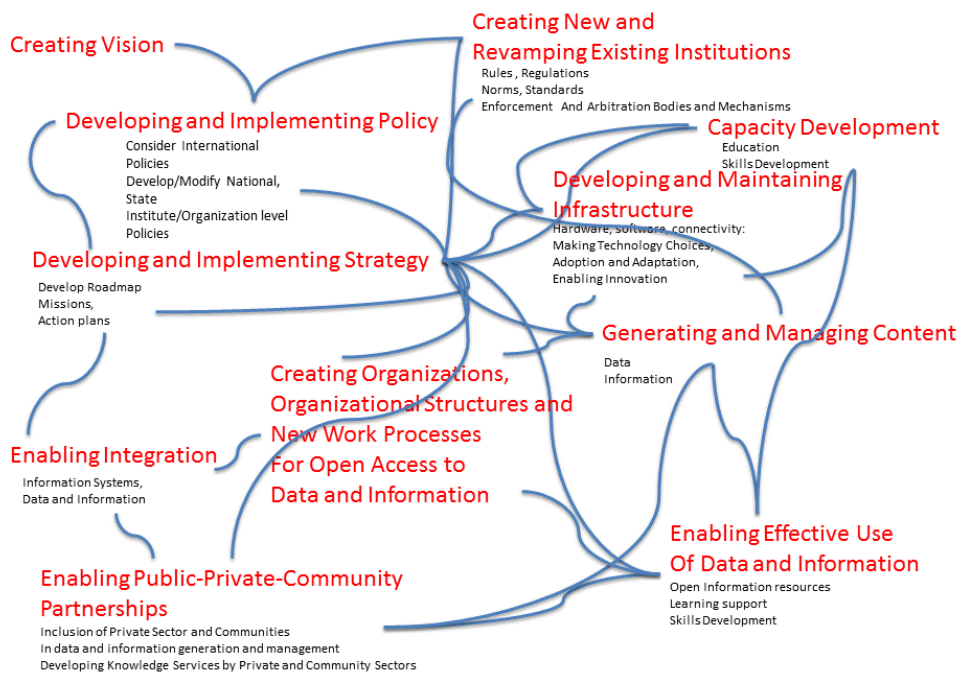 Creating Vision
Creating New and
Revamping Existing Institutions
Rules , Regulations
Norms, Standards
Enforcement And Arbitration Bodies and Mechanisms
Developing and Implementing Policy
Consider International
Policies
Develop/Modify National,
State
Institute/Organization level
Policies
Capacity Development
Education
Skills Development
Developing and Maintaining
Infrastructure
Hardware, software, connectivity:
Making Technology Choices,
Adoption and Adaptation,
Enabling Innovation
Developing and Implementing Strategy
Develop Roadmap
Missions,
Action plans
Generating and Managing Content
Data
Information
Creating Organizations,
Organizational Structures and
New Work Processes
For Open Access to
Data and Information
Enabling Integration
Information Systems,
Data and Information
Enabling Effective Use
Of Data and Information
Open Information resources
Learning support
Skills Development
Enabling Public-Private-Community
Partnerships
Inclusion of Private Sector and Communities
In data and information generation and management
Developing Knowledge Services by Private and Community Sectors